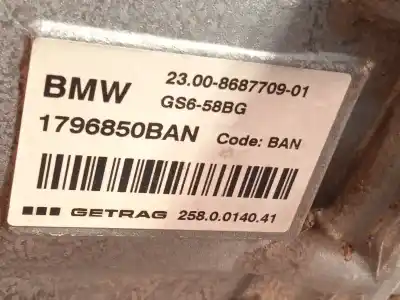 BMW 23.00-8687709-01
GS6-58BG
1796850BAN Code: BAN
GETRAG 258.0.0140.41